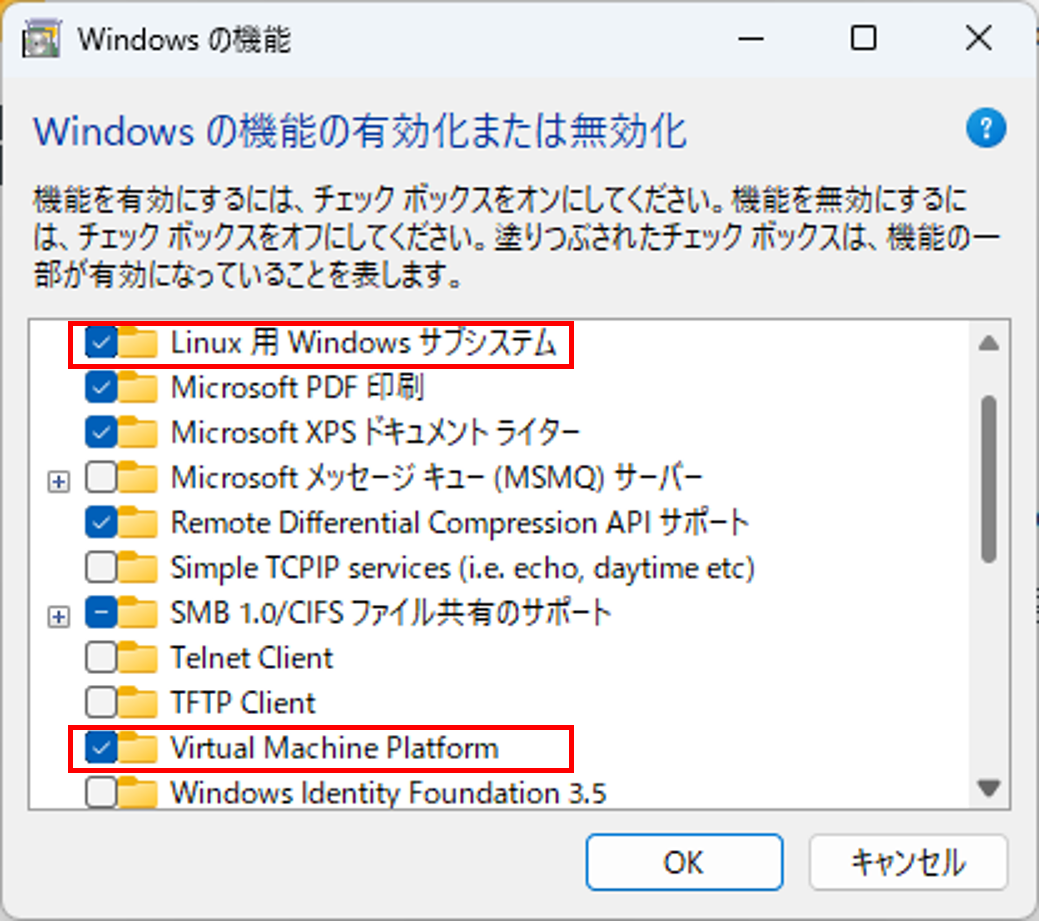 Windows の機能
Windows の機能の有効化または無効化
機能を有効にするには、チェック ボックスをオンにしてください。機能を無効にするに
は、チェック ボックスをオフにしてください。塗りつぶされたチェック ボックスは、機能の一
部が有効になっていることを表します。
Linux 用 Windows サブシステム
Microsoft PDF 印刷
Microsoft XPS ドキュメント ライター
Microsoft メッセージ キュー (MSMQ) サーバー
Remote Differential Compression API サポート
Simple TCPIP services (i.e. echo, daytime etc)
SMB 1.0/CIFS ファイル共有のサポート
Telnet Client
TFTP Client
Virtual Machine Platform
Windows Identity Foundation 3.5
OK
キャンセル